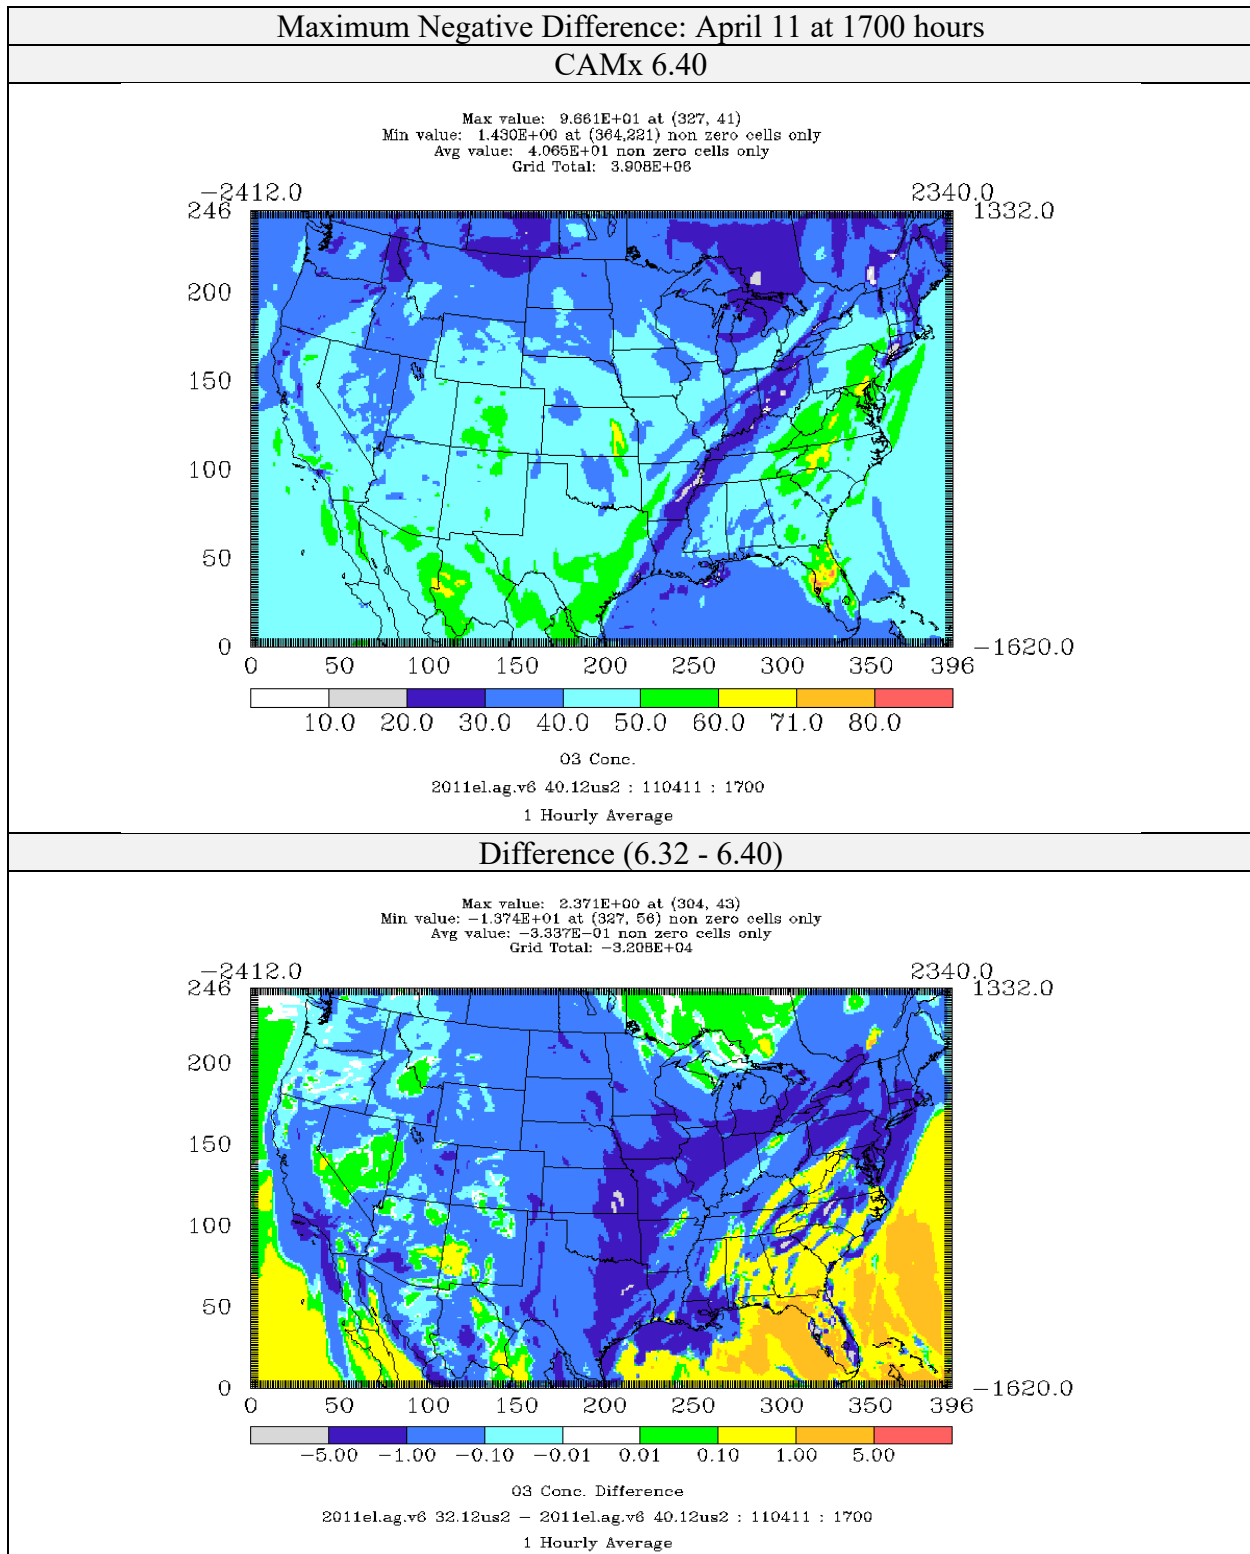 Maximum Negative Difference: April 11 at 1700 hours
CAMx 6.40
Max value: 9.661E+01 at (327, 41)
Min value: 1.430E+00 at (364,221) non zero cells only
Avg value: 4.065E+01 non zero cells only
Grid Total: 3.908E+06
-2412.0 2340.0
246 1332.0
200
150
100
50
0 -1620.0
0 50 100 150 200 250 300 350 396
10.0 20.0 30.0 40.0 50.0 60.0 71.0 80.0
O3 Conc.
2011el.ag.v6 40.12us2 : 110411 : 1700
1 Hourly Average
Difference (6.32 - 6.40)
Max value: 2.371E+00 at (304, 43)
Min value: -1.374E+01 at (327, 56) non zero cells only
Avg value: -3.337E-01 non zero cells only
Grid Total: -3.208E+04
-2412.0 2340.0
246 1332.0
200
150
100
50
0 -1620.0
0 50 100 150 200 250 300 350 396
-5.00 -1.00 -0.10 -0.01 0.01 0.10 1.00 5.00
O3 Conc. Difference
2011el.ag.v6 32.12us2 - 2011el.ag.v6 40.12us2 : 110411 : 1700
1 Hourly Average